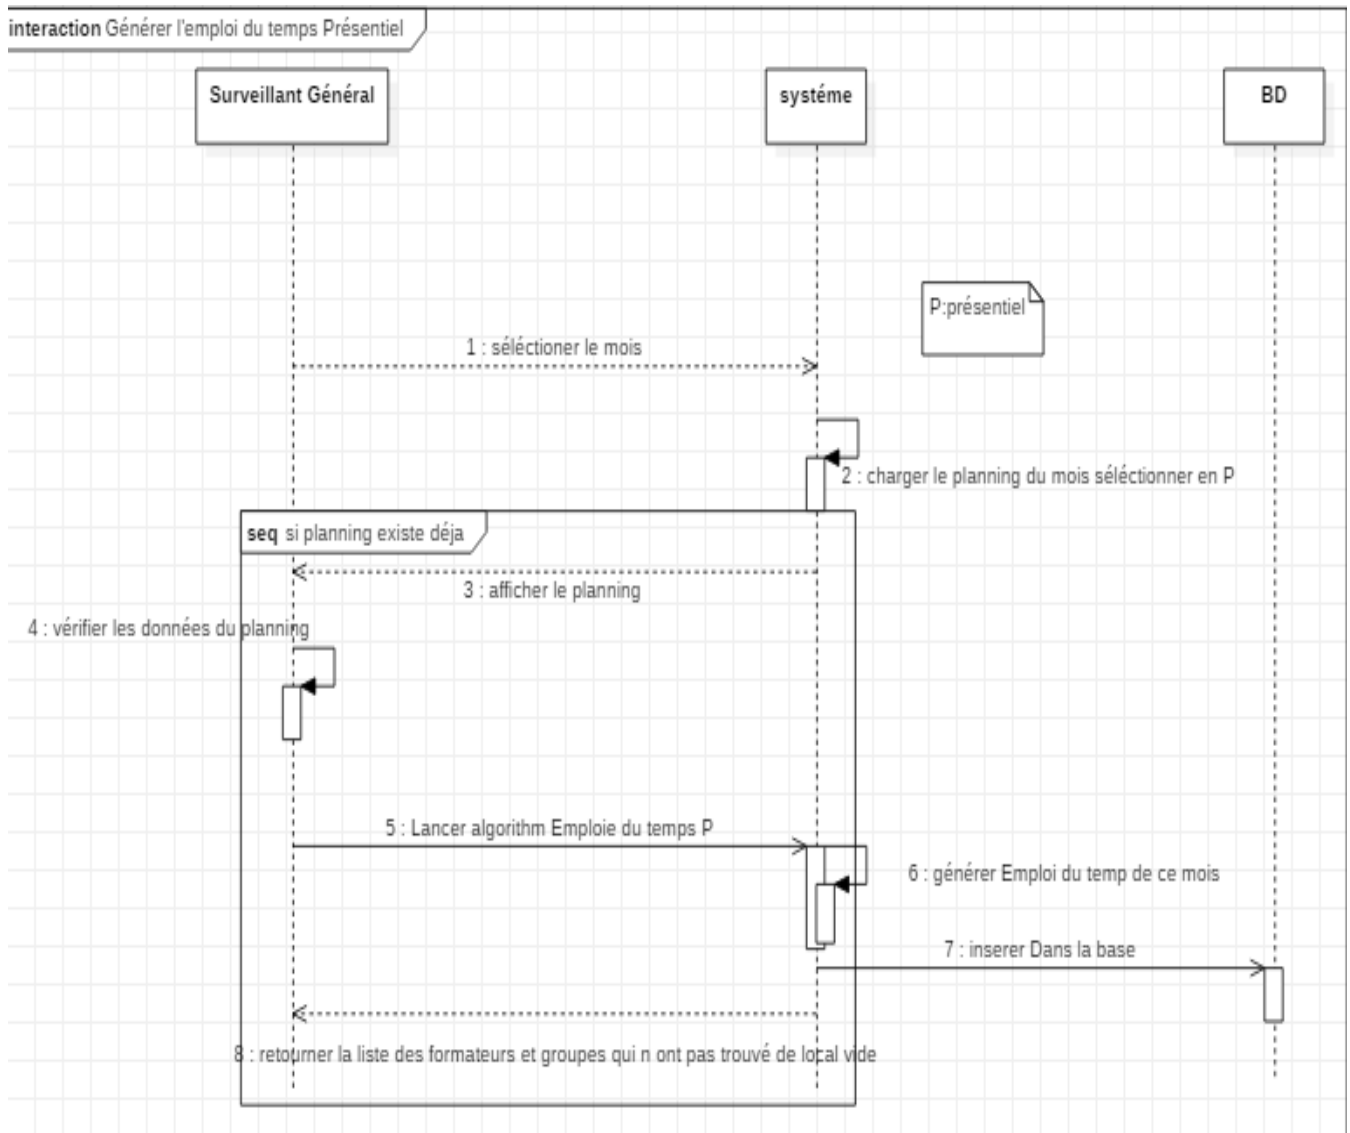 interaction Générer l'emploi du temps Présentiel
Surveillant Général
systéme
BD
P:présentiel
1 : séléctioner le mois
2 : charger le planning du mois séléctionner en P
seq si planning existe déja
3 : afficher le planning
4 : vérifier les données du planning
5 : Lancer algorithm Emploie du temps P
6 : générer Emploi du temp de ce mois
7 : inserer Dans la base
8 : retourner la liste des formateurs et groupes qui n ont pas trouvé de local vide